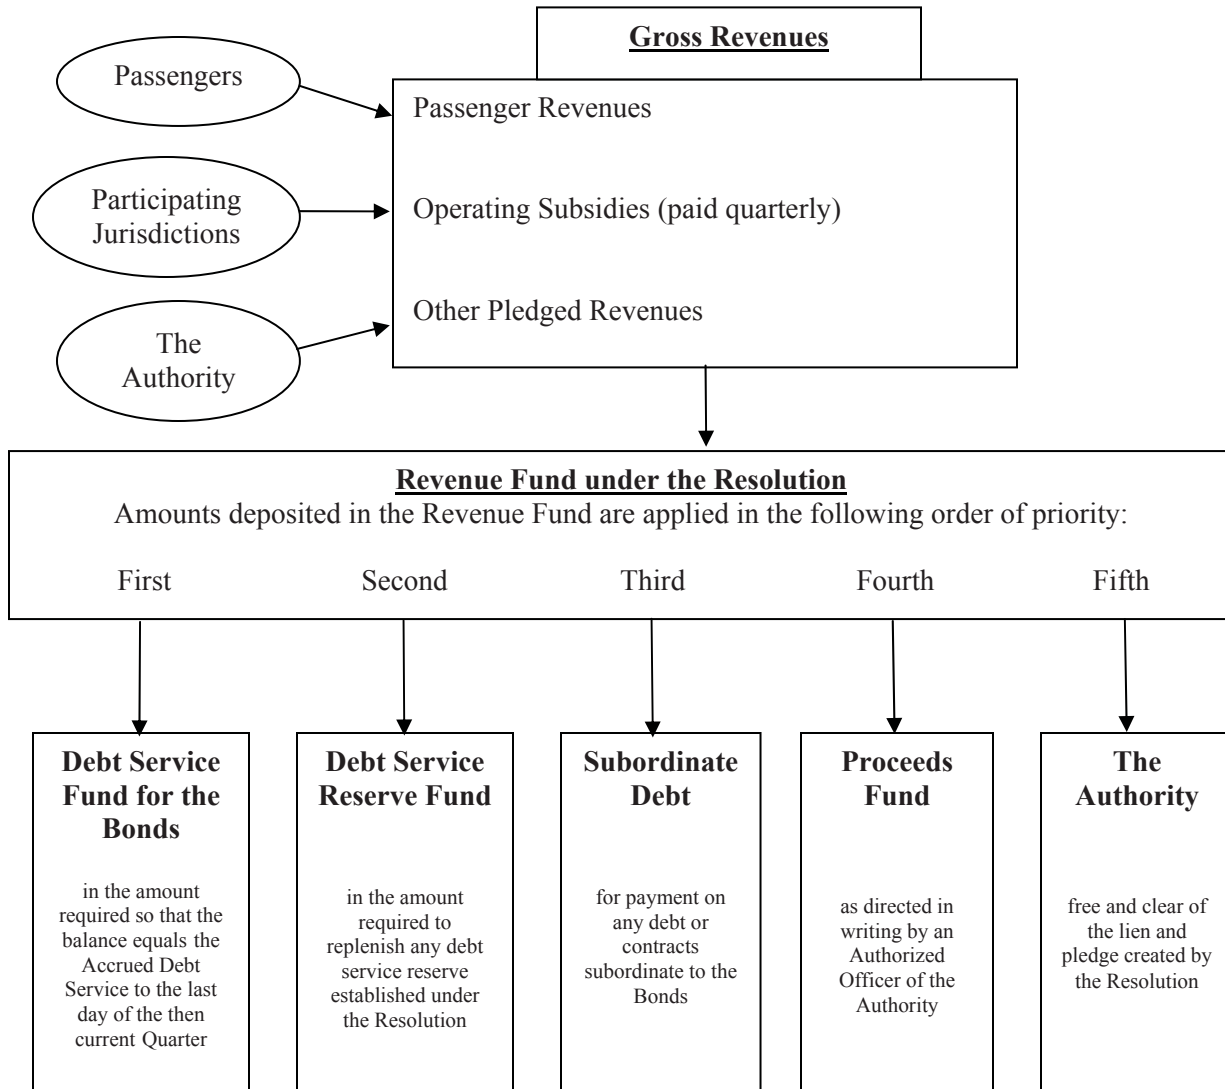 Gross Revenues
Passengers
Passenger Revenues
Participating
Jurisdictions
Operating Subsidies (paid quarterly)
The
Authority
Other Pledged Revenues
Revenue Fund under the Resolution
Amounts deposited in the Revenue Fund are applied in the following order of priority:
First
Second
Third
Fourth
Fifth
Debt Service
Fund for the
Bonds
in the amount
required so that the
balance equals the
Accrued Debt
Service to the last
day of the then
current Quarter
Debt Service
Reserve Fund
in the amount
required to
replenish any debt
service reserve
established under
the Resolution
Subordinate
Debt
for payment on
any debt or
contracts
subordinate to the
Bonds
Proceeds
Fund
as directed in
writing by an
Authorized
Officer of the
Authority
The
Authority
free and clear of
the lien and
pledge created by
the Resolution